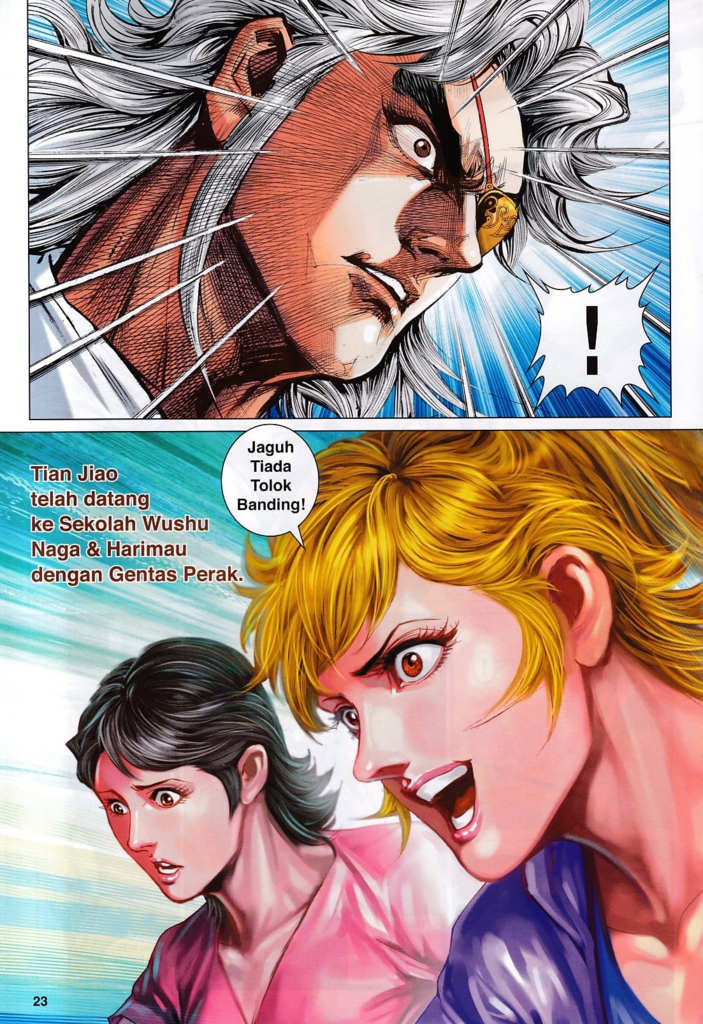 !
Jaguh
Tiada
Tolok
Banding!
Tian Jiao
telah datang
ke Sekolah Wushu
Naga & Harimau
dengan Gentas Perak.
23